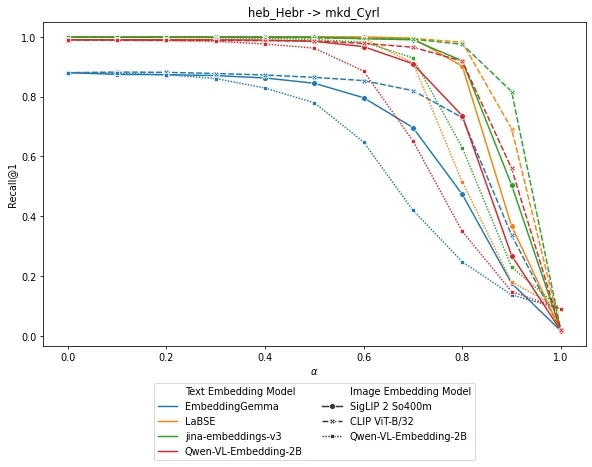 heb_Hebr -> mkd_Cyrl
1.0
0.8
0.6
0.4
0.2
0.0
Recall@1
0.0 0.2 0.4 0.6 0.8 1.0
α
Text Embedding Model Image Embedding Model
EmbeddingGemma SigLIP 2 So400m
LaBSE CLIP ViT-B/32
jina-embeddings-v3 Qwen-VL-Embedding-2B
Qwen-VL-Embedding-2B